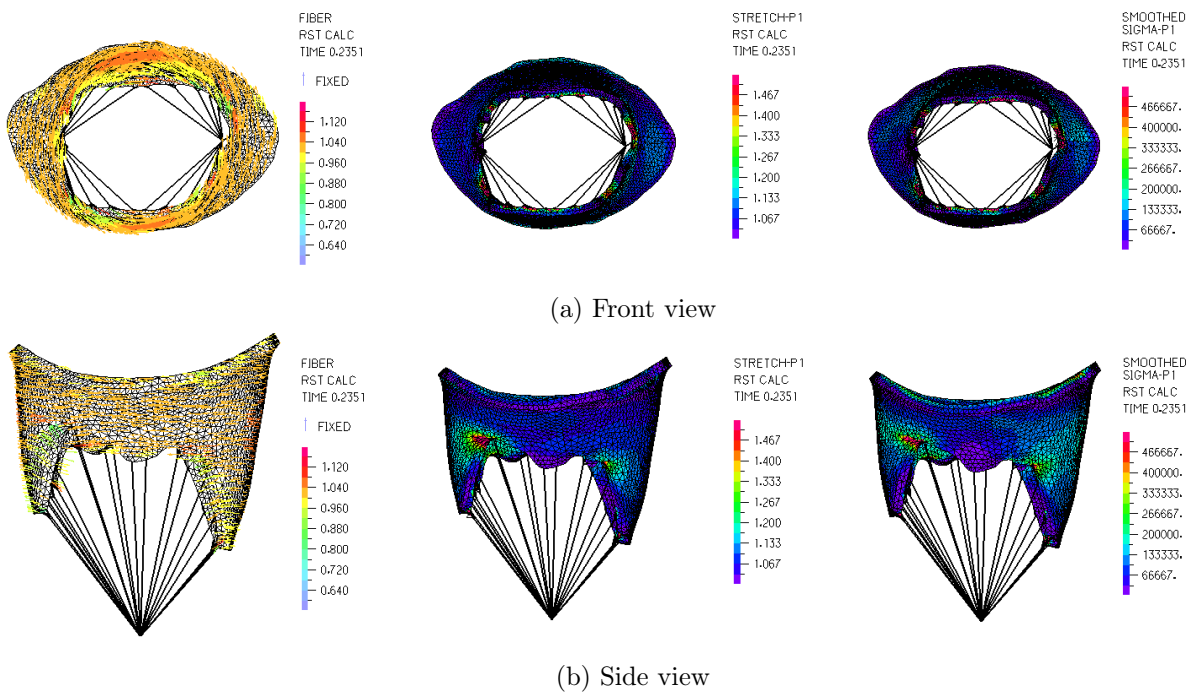 FIBER
RST CALC
TIME 0.2351
FIXED
1.120
1.040
0.960
0.880
0.800
0.720
0.640
STRETCH-P1
RST CALC
TIME 0.2351
1.467
1.400
1.333
1.267
1.200
1.133
1.067
SMOOTHED
SIGMA-P1
RST CALC
TIME 0.2351
466667.
400000.
333333.
266667.
200000.
133333.
66667.
(a) Front view
FIBER
RST CALC
TIME 0.2351
FIXED
1.120
1.040
0.960
0.880
0.800
0.720
0.640
STRETCH-P1
RST CALC
TIME 0.2351
1.467
1.400
1.333
1.267
1.200
1.133
1.067
SMOOTHED
SIGMA-P1
RST CALC
TIME 0.2351
466667.
400000.
333333.
266667.
200000.
133333.
66667.
(b) Side view